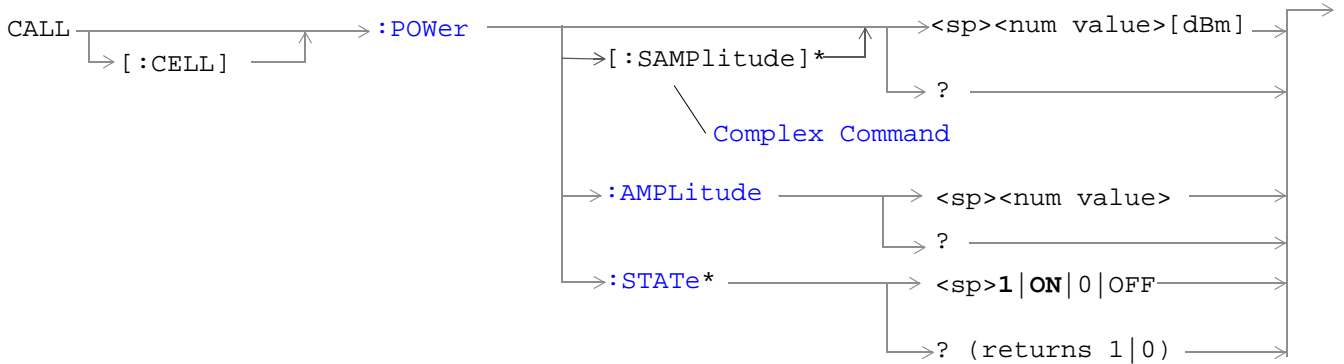 CALL :POWer <sp><num value>[dBm]
[:CELL] [:SAMPlitude]*
?
Complex Command
:AMPLitude <sp><num value>
?
:STATe* <sp>1|ON|0|OFF
? (returns 1|0)